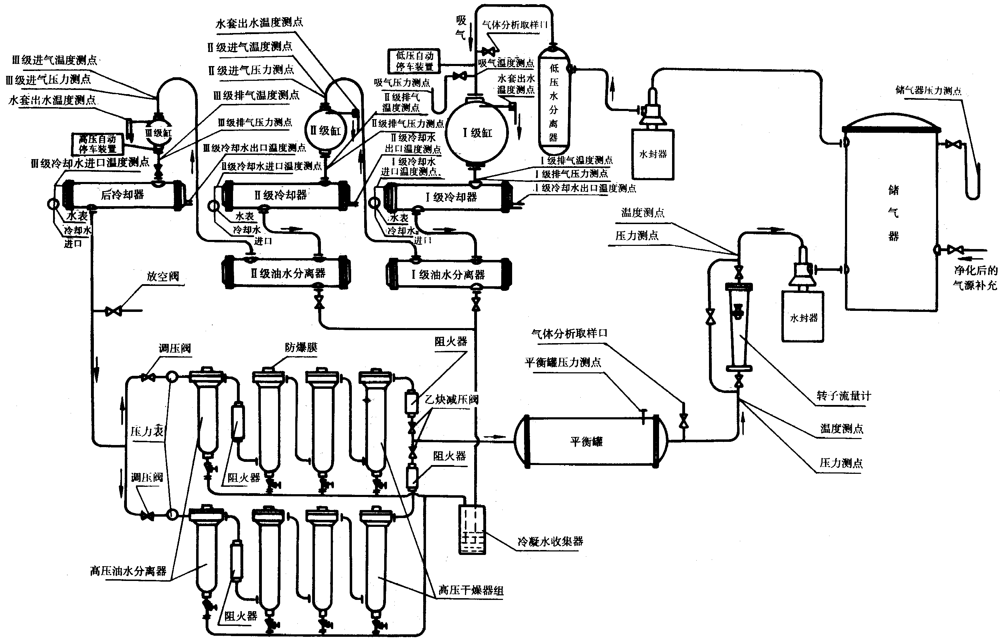 水套出水温度测点
Ⅱ级进气温度测点
Ⅱ级进气压力测点
Ⅲ级进气温度测点
Ⅲ级进气压力测点
水套出水温度测点
Ⅲ级缸
高压自动
停车装置
Ⅲ级排气温度测点
Ⅲ级排气压力测点
Ⅲ级冷却水出口温度测点
Ⅲ级冷却水进口温度测点
后冷却器
水表
冷却水
进口
Ⅱ级缸
Ⅱ级排气
温度测点
Ⅱ级排气压力测点
Ⅱ级冷却水
出口温度测点
Ⅱ级冷却水进口温度测点
Ⅱ级冷却器
水表
冷却水
进口
吸
气
气体分析取样口
低压自动
停车装置
吸气温度测点
吸气压力测点
水套出水
温度测点
Ⅰ级缸
Ⅰ级冷却水
进口温度测点
Ⅰ级排气温度测点
Ⅰ级排气压力测点
Ⅰ级冷却水出口温度测点
Ⅰ级冷却器
水表
冷却水
进口
低
压
水
分
离
器
水封器
储气器压力测点
储
气
器
净化后的
气源补充
温度测点
压力测点
水封器
Ⅱ级油水分离器
Ⅰ级油水分离器
放空阀
调压阀
防爆膜
阻火器
气体分析取样口
平衡罐压力测点
乙炔减压阀
转子流量计
温度测点
压力测点
压力表
平衡罐
阻火器
调压阀
阻火器
冷凝水收集器
高压油水分离器
高压干燥器组
阻火器